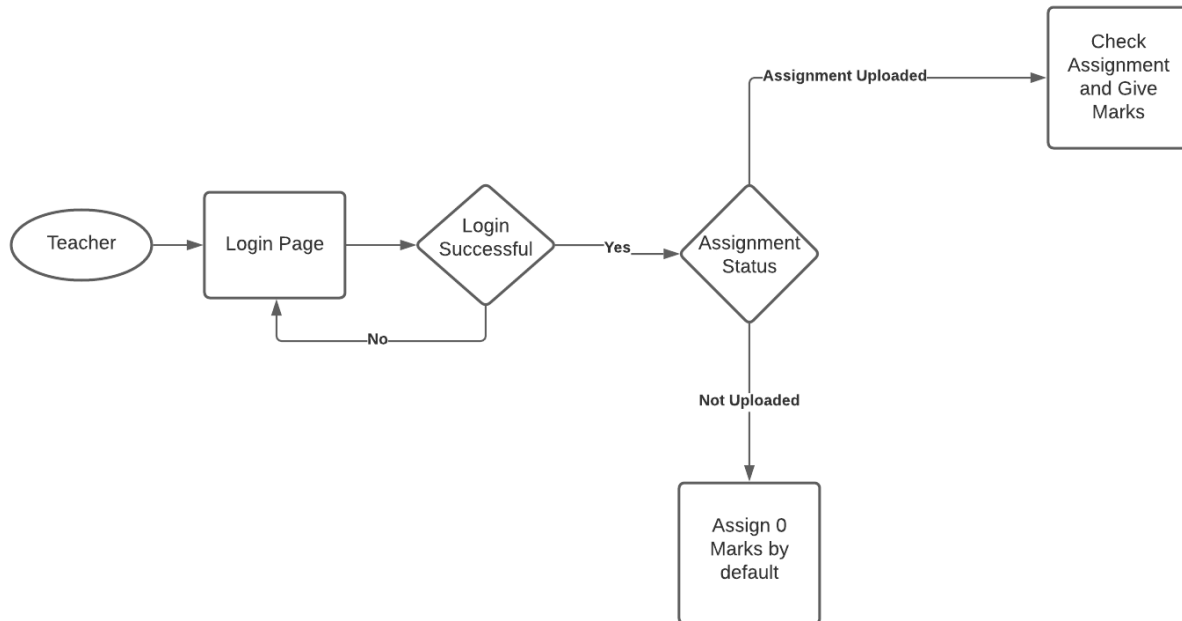 Teacher
Login Page
Login
Successful
No
Yes
Assignment
Status
Assignment Uploaded
Check
Assignment
and Give
Marks
Not Uploaded
Assign 0
Marks by
default